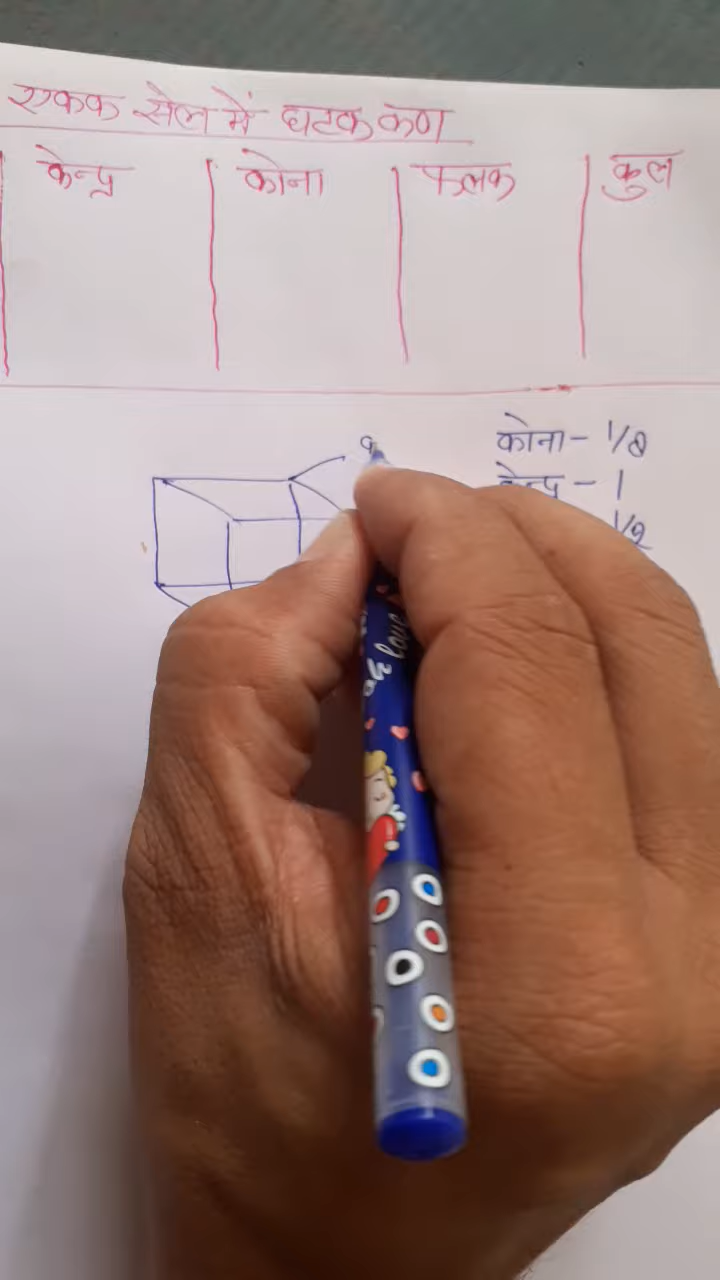 एकक सेल में घटक कण
केन्द्र कोना फलक कुल
कोना - 1/8
केन्द्र - 1
1/2
love